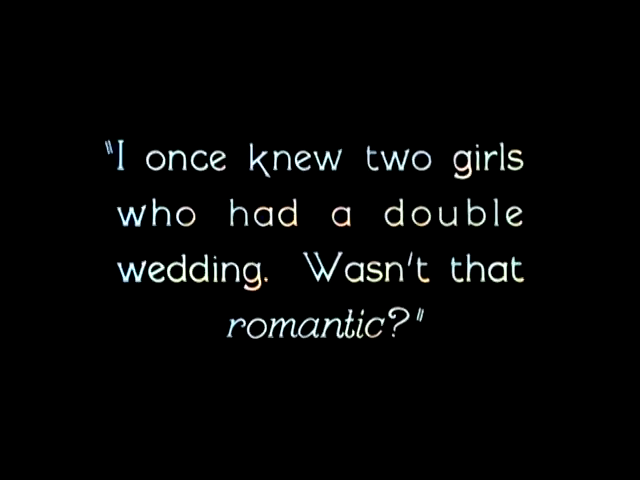 "I once knew two girls
who had a double
wedding. Wasn't that
romantic?"